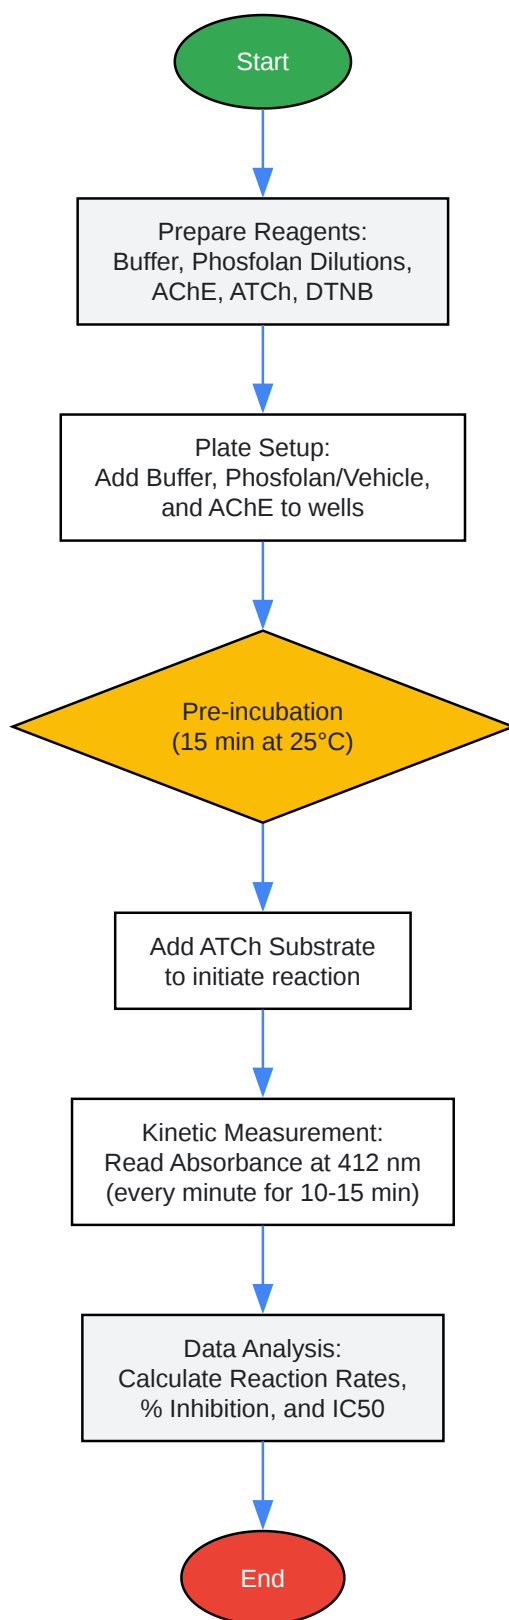 Start
Prepare Reagents:
Buffer, Phosfolan Dilutions,
AChE, ATCh, DTNB
Plate Setup:
Add Buffer, Phosfolan/Vehicle,
and AChE to wells
Pre-incubation
(15 min at 25°C)
Add ATCh Substrate
to initiate reaction
Kinetic Measurement:
Read Absorbance at 412 nm
(every minute for 10-15 min)
Data Analysis:
Calculate Reaction Rates,
% Inhibition, and IC50
End